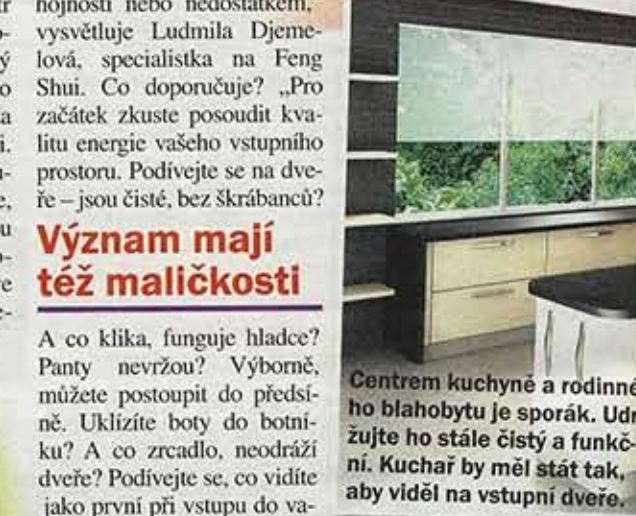 hojností nebo nedostatkem,“
vysvětluje Ludmila Djeme-
lová, specialistka na Feng
Shui. Co doporučuje? „Pro
začátek zkuste posoudit kva-
litu energie vašeho vstupního
prostoru. Podívejte se na dve-
ře – jsou čisté, bez škrábanců?
Význam mají
též maličkosti
A co klika, funguje hladce?
Panty nevržou? Výborně,
můžete postoupit do předsí-
ně. Uklízíte boty do botní-
ku? A co zrcadlo, neodráží
dveře? Podívejte se, co vidíte
jako první při vstupu do va-
Centrem kuchyně a rodinné
ho blahobytu je sporák. Udr
žujte ho stále čistý a funkč-
ní. Kuchař by měl stát tak,
aby viděl na vstupní dveře.